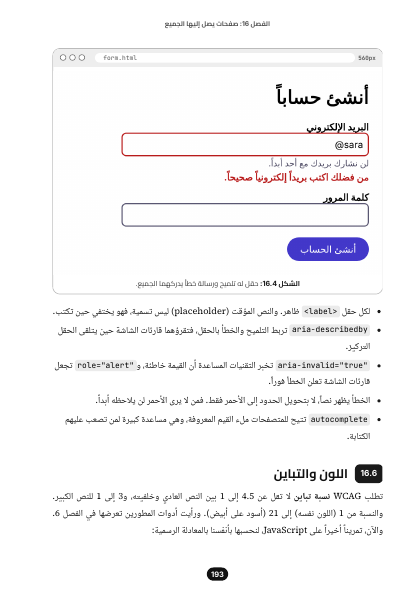 الفصل 16: صفحات يصل إليها الجميع
form.html
560px
أنشئ حساباً
البريد الإلكتروني
@sara
لن نشارك بريدك مع أحد أبداً.
من فضلك اكتب بريداً إلكترونياً صحيحاً.
كلمة المرور
أنشئ الحساب
الشكل 16.4: حقل له تلميح ورسالة خطأ يدركهما الجميع.
• لكل حقل <label> ظاهر. والنص المؤقت (placeholder) ليس تسمية، فهو يختفي حين تكتب.
• aria-describedby تربط التلميح والخطأ بالحقل، فتقرؤهما قارئات الشاشة حين يتلقى الحقل
التركيز.
• aria-invalid="true" تخبر التقنيات المساعدة أن القيمة خاطئة، و role="alert" تجعل
قارئات الشاشة تعلن الخطأ فوراً.
• الخطأ يظهر نصاً، لا بتحويل الحدود إلى الأحمر فقط. فمن لا يرى الأحمر لن يلاحظه أبداً.
• autocomplete تتيح للمتصفحات ملء القيم المعروفة، وهي مساعدة كبيرة لمن تصعب عليهم
الكتابة.
16.6 اللون والتباين
تطلب WCAG نسبة تباين لا تقل عن 4.5 إلى 1 بين النص العادي وخلفيته، و3 إلى 1 للنص الكبير.
والنسبة من 1 (اللون نفسه) إلى 21 (أسود على أبيض). ورأيت أدوات المطورين تعرضها في الفصل 6.
والآن، تمريناً أخيراً على JavaScript لنحسبها بأنفسنا بالمعادلة الرسمية:
193